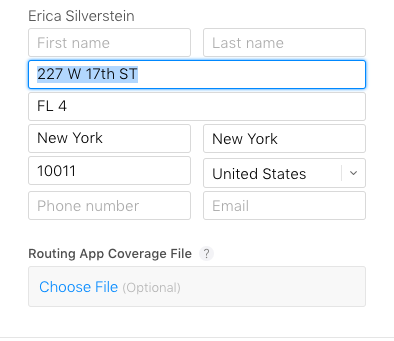 Erica Silverstein
First name Last name
227 W 17th ST
FL 4
New York New York
10011 United States
Phone number Email
Routing App Coverage File ?
Choose File (Optional)